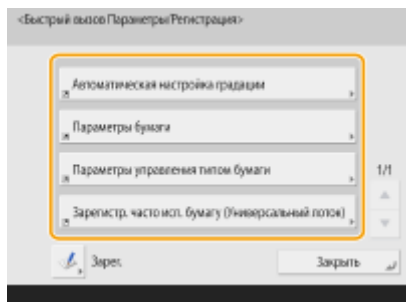 <Быстрый вызов Параметры/Регистрация>
Автоматическая настройка градации
Параметры бумаги
Параметры управления типом бумаги
Зарегистр. часто исп. бумагу (Универсальный лоток)
1/1
Зарег.
Закрыть